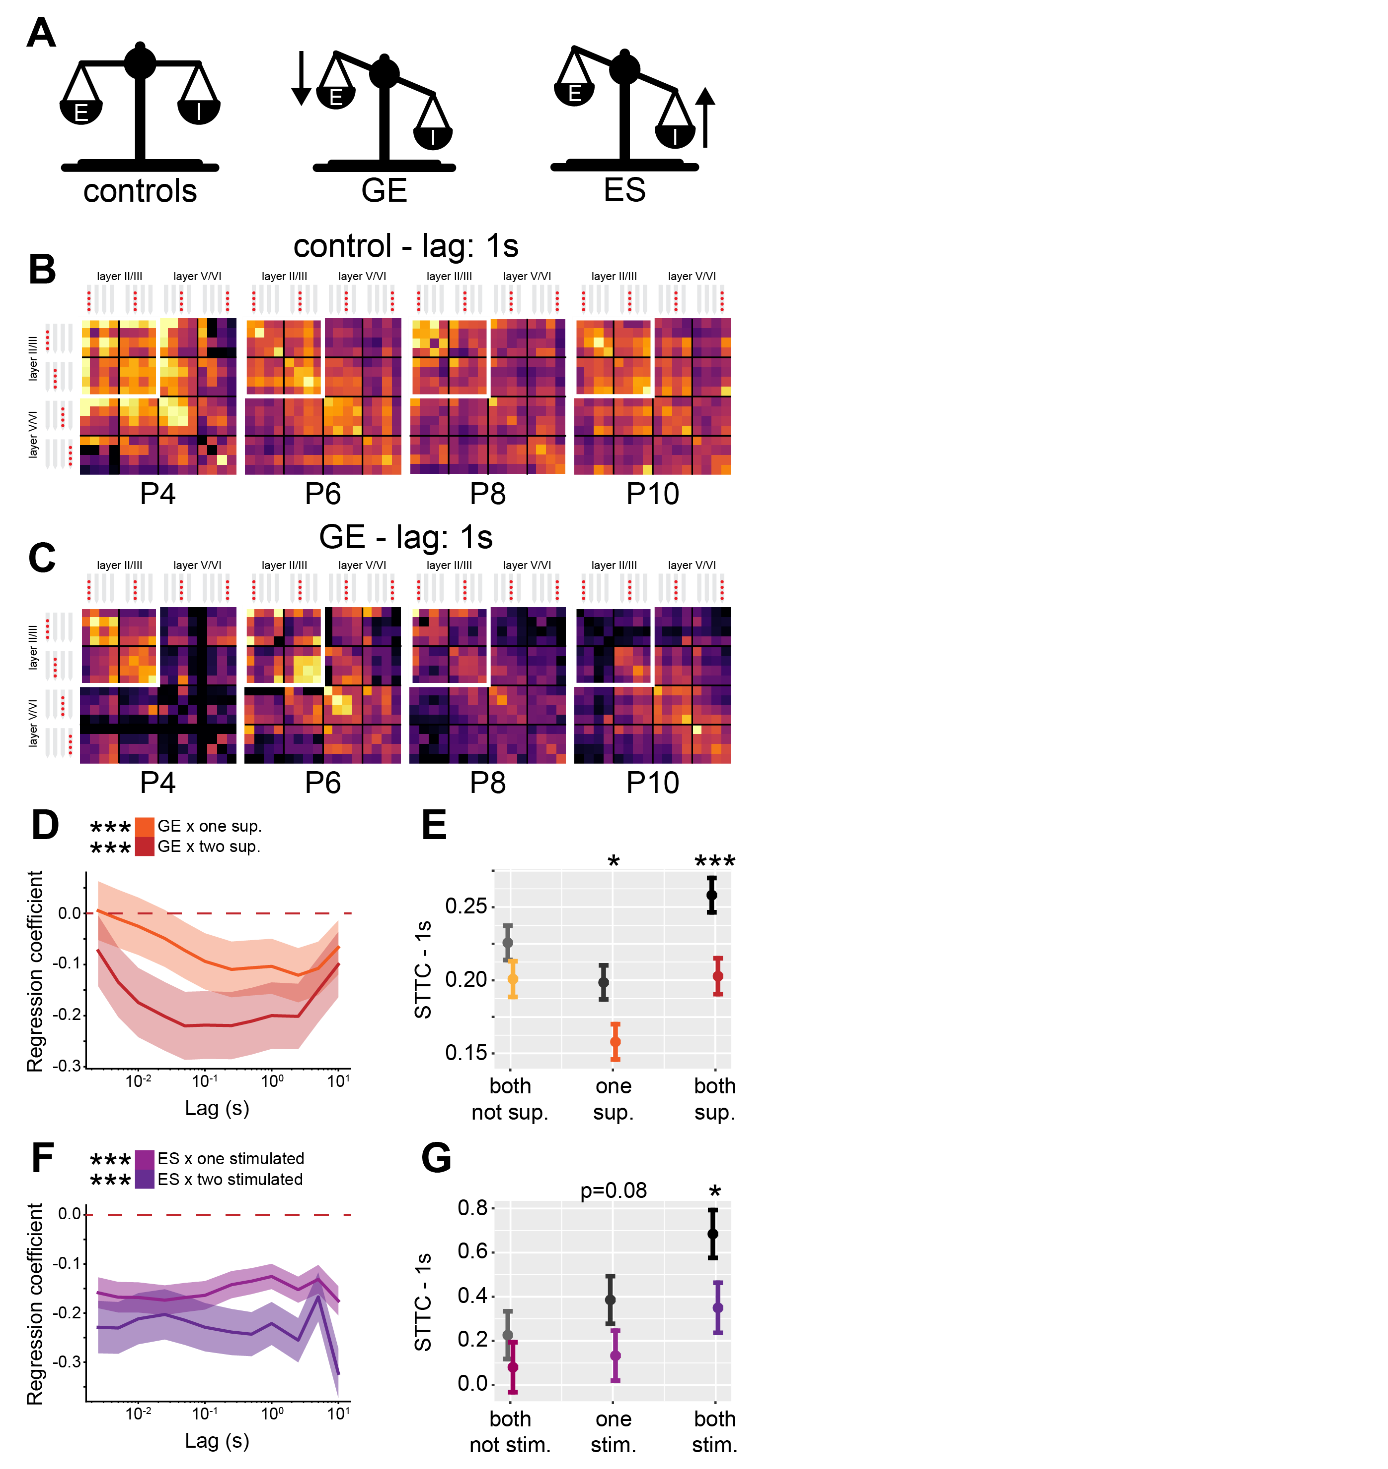 A
E
I
controls
E
I
GE
E
I
ES
control - lag: 1s
B
layer II/III
layer V/VI
layer II/III
layer V/VI
layer II/III
layer V/VI
layer II/III
layer V/VI
layer II/III
layer V/VI
P4
P6
P8
P10
GE - lag: 1s
C
layer II/III
layer V/VI
layer II/III
layer V/VI
layer II/III
layer V/VI
layer II/III
layer V/VI
layer II/III
layer V/VI
P4
P6
P8
P10
D
*** GE x one sup.
*** GE x two sup.
Regression coefficient
0.0
-0.1
-0.2
-0.3
10⁻²
10⁻¹
10⁰
10¹
Lag (s)
E
*
***
STTC - 1s
0.25
0.20
0.15
both
not sup.
one
sup.
both
sup.
F
*** ES x one stimulated
*** ES x two stimulated
Regression coefficient
0.0
-0.1
-0.2
-0.3
10⁻²
10⁻¹
10⁰
10¹
Lag (s)
G
p=0.08
*
STTC - 1s
0.8
0.6
0.4
0.2
0.0
both
not stim.
one
stim.
both
stim.